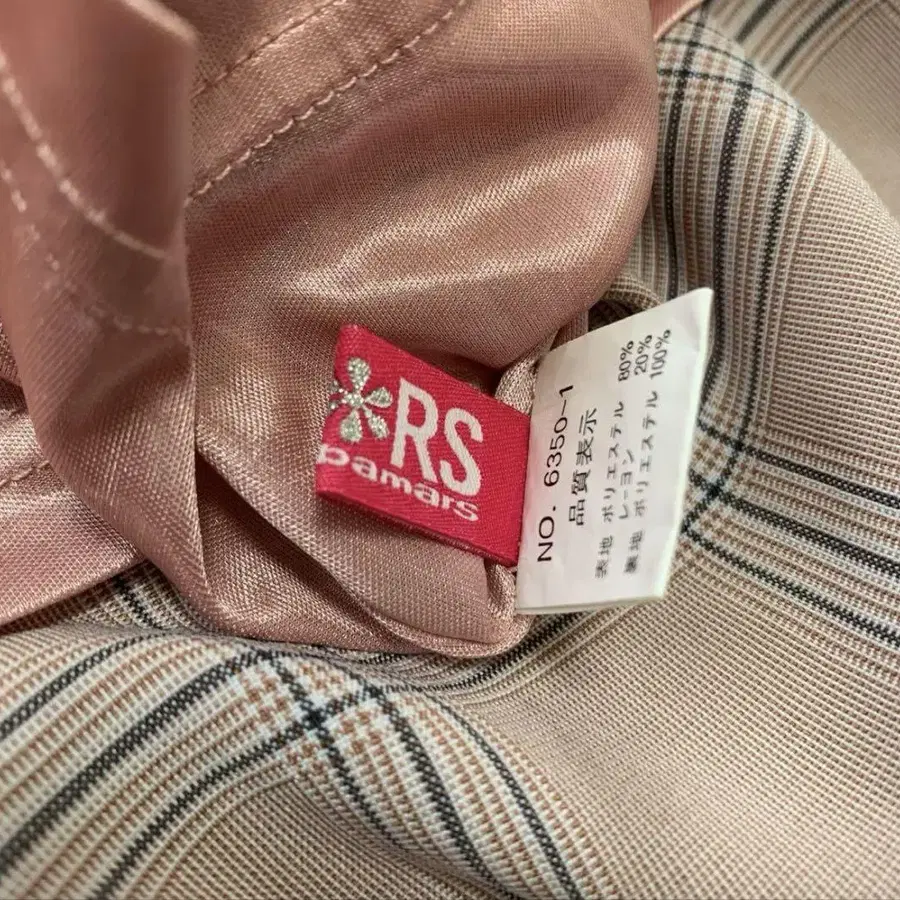 RS
pamars
NO. 6350-1
品質表示
表地 ポリエステル 80%
レーヨン 20%
裏地 ポリエステル 100%